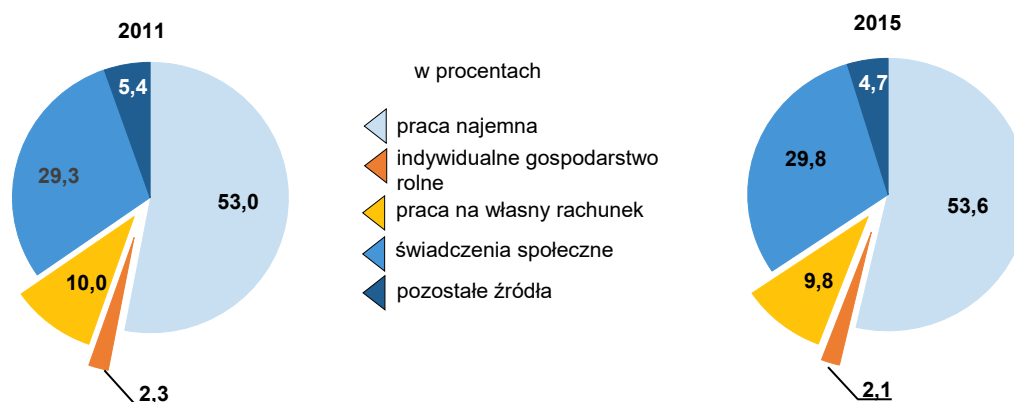 2011
5,4
29,3
53,0
10,0
2,3
w procentach
praca najemna
indywidualne gospodarstwo
rolne
praca na własny rachunek
świadczenia społeczne
pozostałe źródła
2015
4,7
29,8
53,6
9,8
2,1